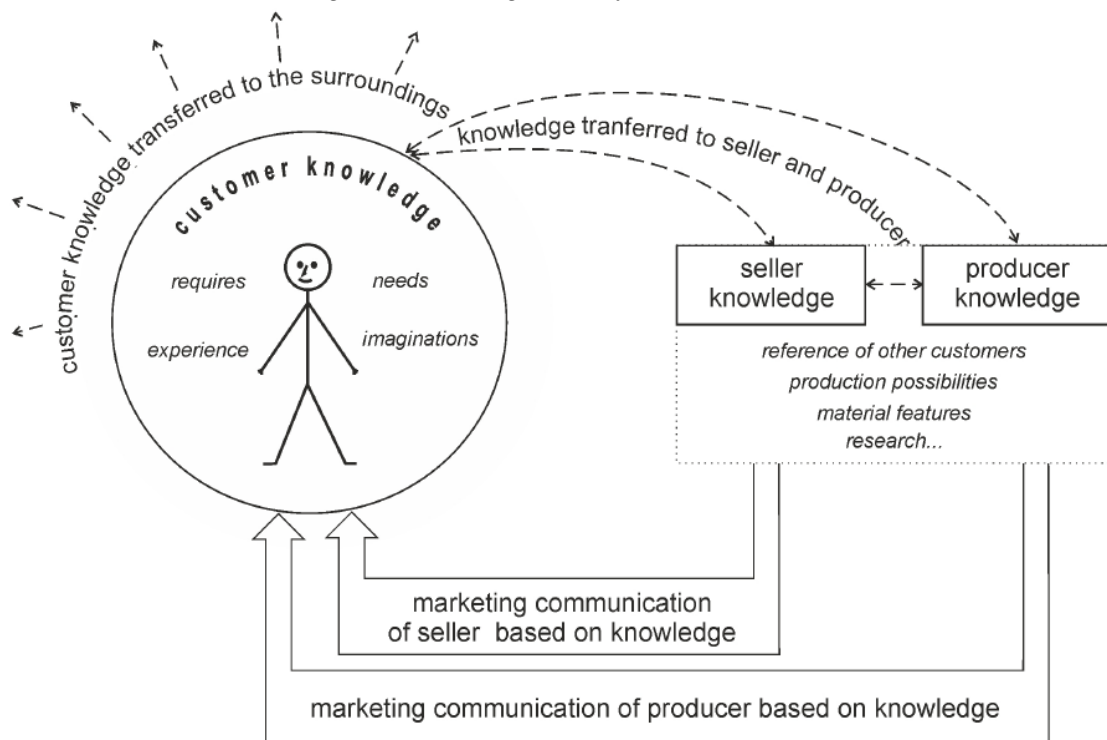 customer knowledge transferred to the surroundings
knowledge tranferred to seller and producer
customer knowledge
requires
needs
experience
imaginations
seller
knowledge
producer
knowledge
reference of other customers
production possibilities
material features
research...
marketing communication
of seller based on knowledge
marketing communication of producer based on knowledge